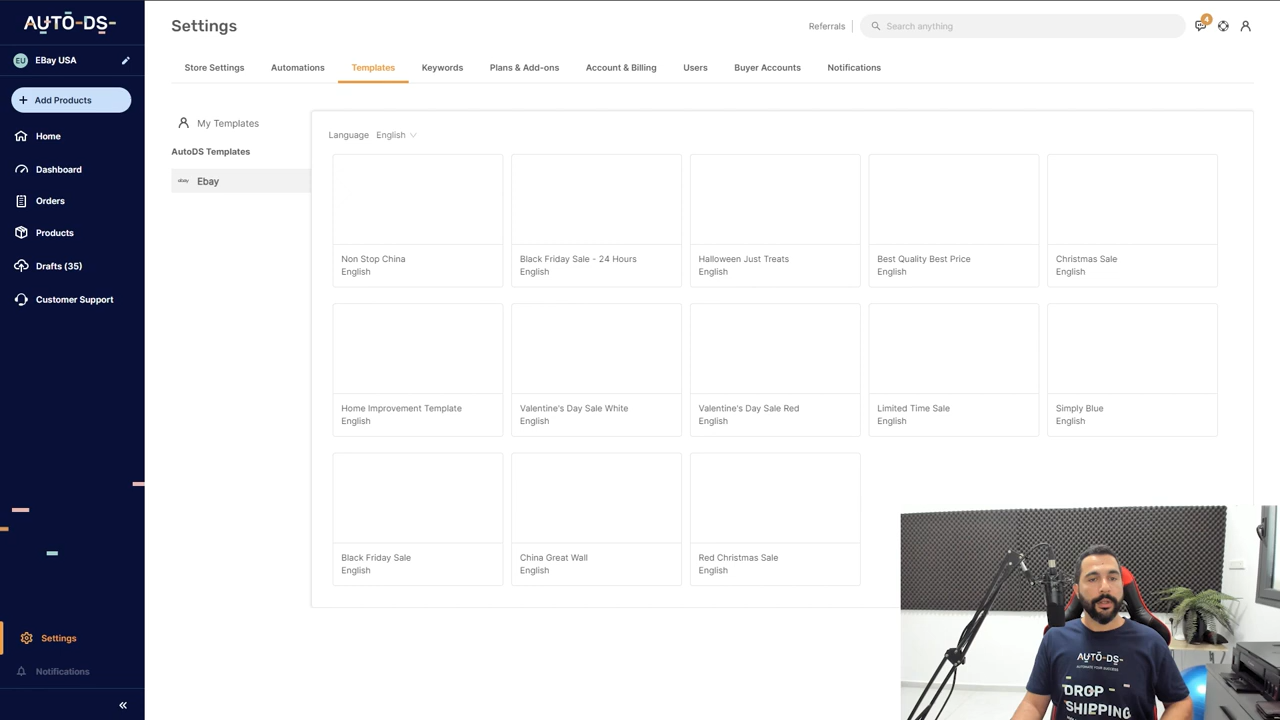 AUTO-DS-
EU EBay USA
+ Add Products
Home
Dashboard
Orders
Products
Drafts (35)
Customer Support
Settings
Notifications
Settings
Referrals
Search anything
4
Store Settings
Automations
Templates
Keywords
Plans & Add-ons
Account & Billing
Users
Buyer Accounts
Notifications
My Templates
AutoDS Templates
ebay Ebay
Language English
Non Stop China
English
Black Friday Sale - 24 Hours
English
Halloween Just Treats
English
Best Quality Best Price
English
Christmas Sale
English
Home Improvement Template
English
Valentine's Day Sale White
English
Valentine's Day Sale Red
English
Limited Time Sale
English
Simply Blue
English
Black Friday Sale
English
China Great Wall
English
Red Christmas Sale
English
AUTO-DS-
AUTOMATE YOUR SUCCESS
DROP
SHIPPING